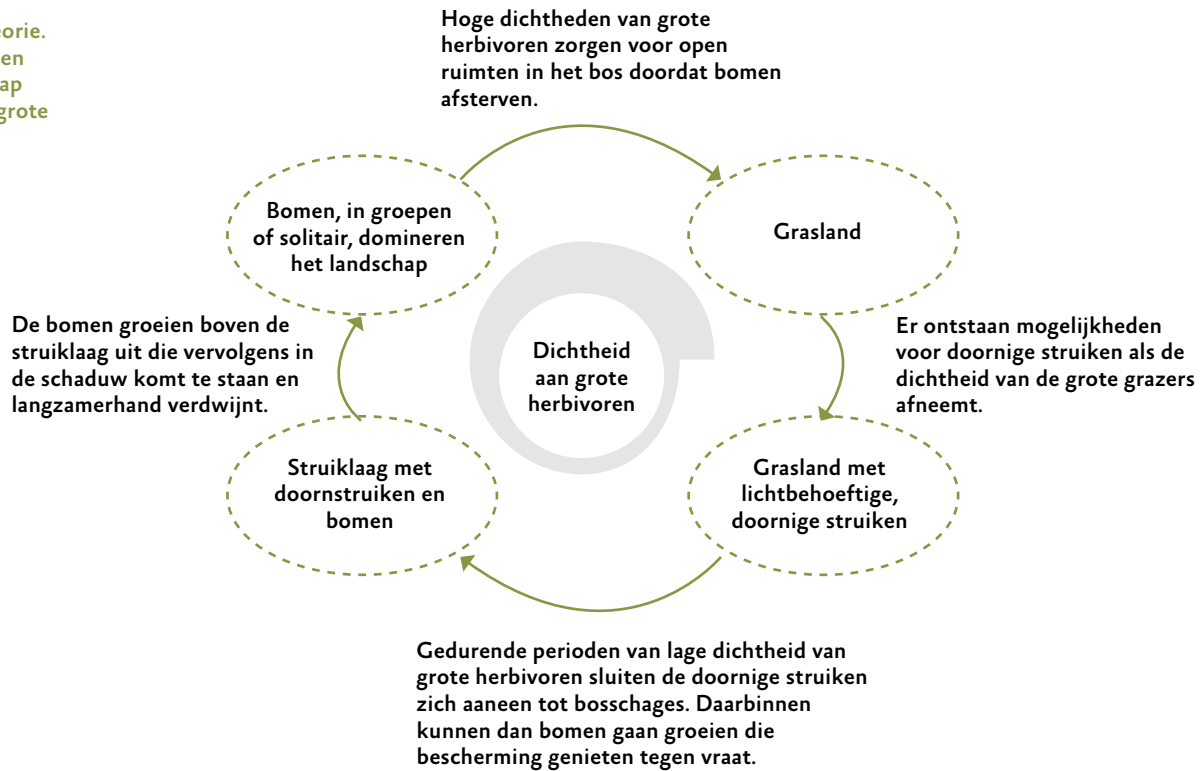 eorie.
en
ap
grote
Hoge dichtheden van grote
herbivoren zorgen voor open
ruimten in het bos doordat bomen
afsterven.
Bomen, in groepen
of solitair, domineren
het landschap
Grasland
De bomen groeien boven de
struiklaag uit die vervolgens in
de schaduw komt te staan en
langzamerhand verdwijnt.
Dichtheid
aan grote
herbivoren
Er ontstaan mogelijkheden
voor doornige struiken als de
dichtheid van de grote grazers
afneemt.
Struiklaag met
doornstruiken en
bomen
Grasland met
lichtbehoeftige,
doornige struiken
Gedurende perioden van lage dichtheid van
grote herbivoren sluiten de doornige struiken
zich aaneen tot bosschages. Daarbinnen
kunnen dan bomen gaan groeien die
bescherming genieten tegen vraat.